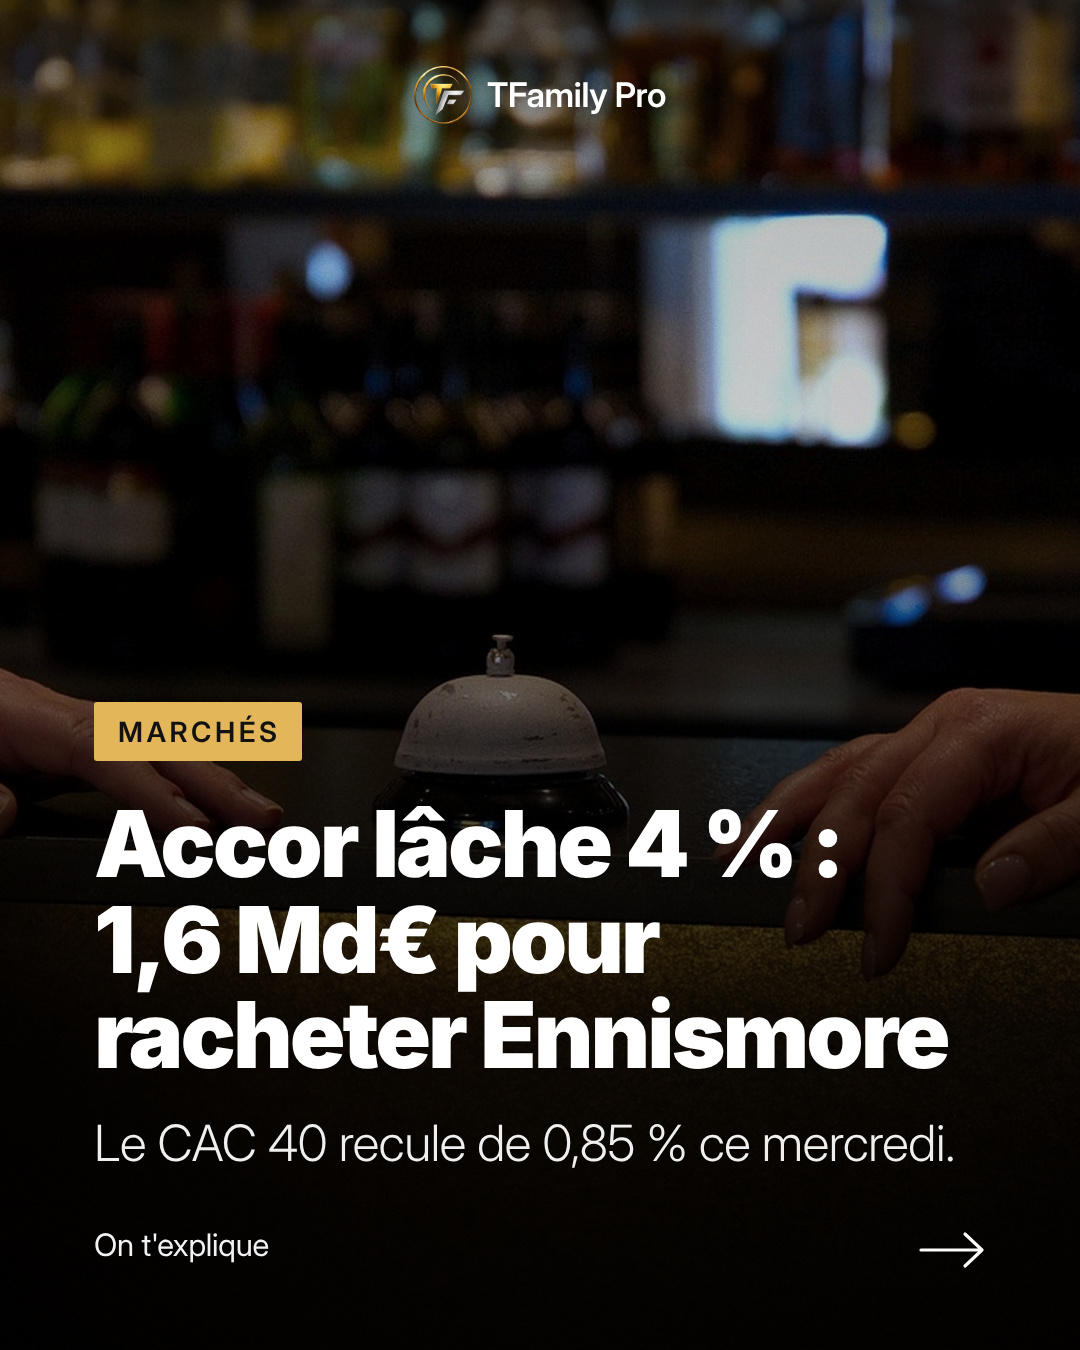 TFamily Pro
MARCHÉS
Accor lâche 4 % :
1,6 Md€ pour
racheter Ennismore
Le CAC 40 recule de 0,85 % ce mercredi.
On t'explique